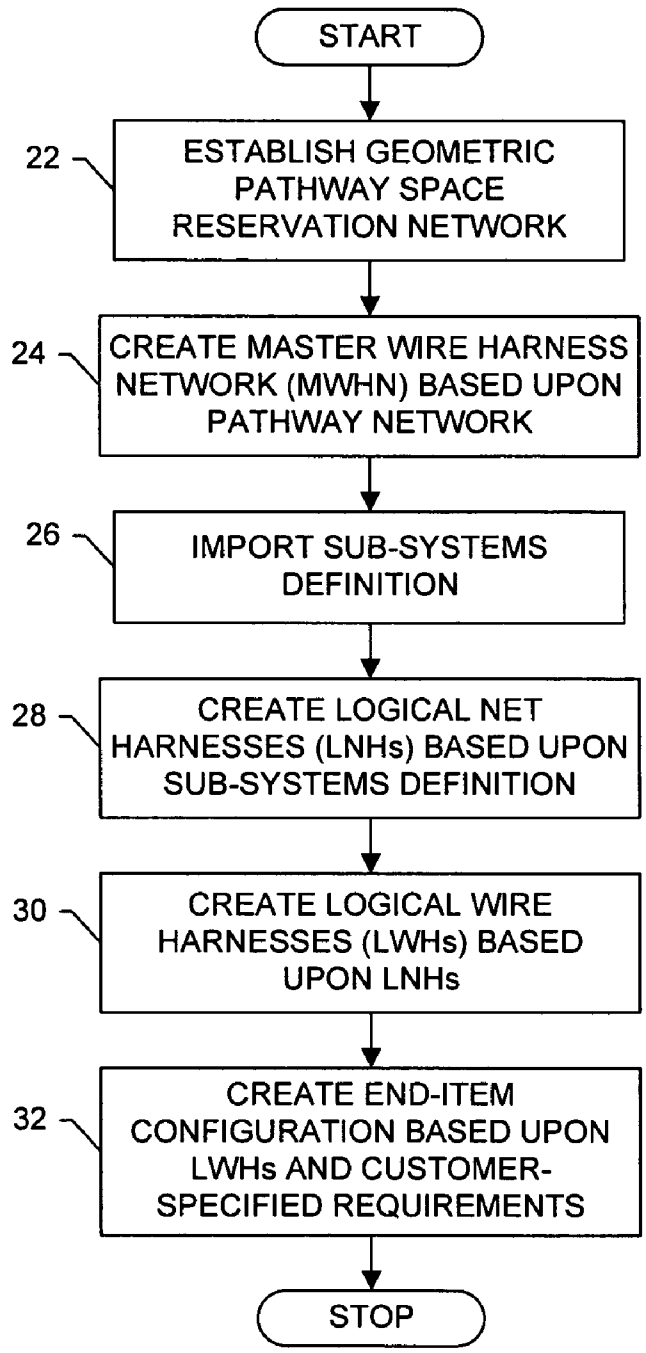 START
22
ESTABLISH GEOMETRIC
PATHWAY SPACE
RESERVATION NETWORK
24
CREATE MASTER WIRE HARNESS
NETWORK (MWHN) BASED UPON
PATHWAY NETWORK
26
IMPORT SUB-SYSTEMS
DEFINITION
28
CREATE LOGICAL NET
HARNESSES (LNHs) BASED UPON
SUB-SYSTEMS DEFINITION
30
CREATE LOGICAL WIRE
HARNESSES (LWHs) BASED
UPON LNHs
32
CREATE END-ITEM
CONFIGURATION BASED UPON
LWHs AND CUSTOMER-
SPECIFIED REQUIREMENTS
STOP